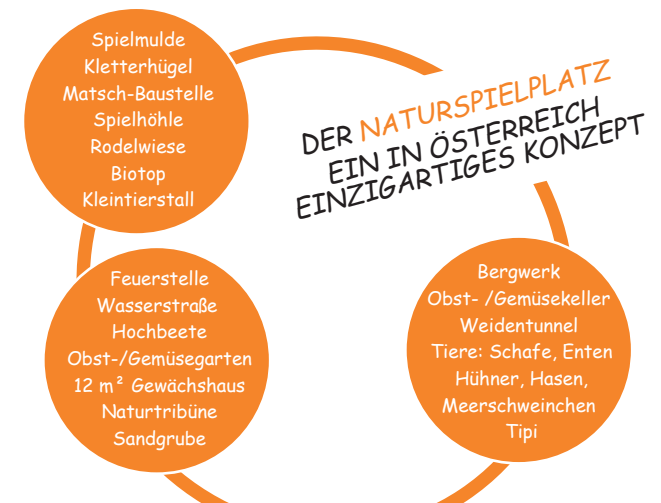 Spielmulde
Kletterhügel
Matsch-Baustelle
Spielhöhle
Rodelwiese
Biotop
Kleintierstall
DER NATURSPIELPLATZ
EIN IN ÖSTERREICH
EINZIGARTIGES KONZEPT
Feuerstelle
Wasserstraße
Hochbeete
Obst-/Gemüsegarten
12 m² Gewächshaus
Naturtribüne
Sandgrube
Bergwerk
Obst- /Gemüsekeller
Weidentunnel
Tiere: Schafe, Enten
Hühner, Hasen,
Meerschweinchen
Tipi